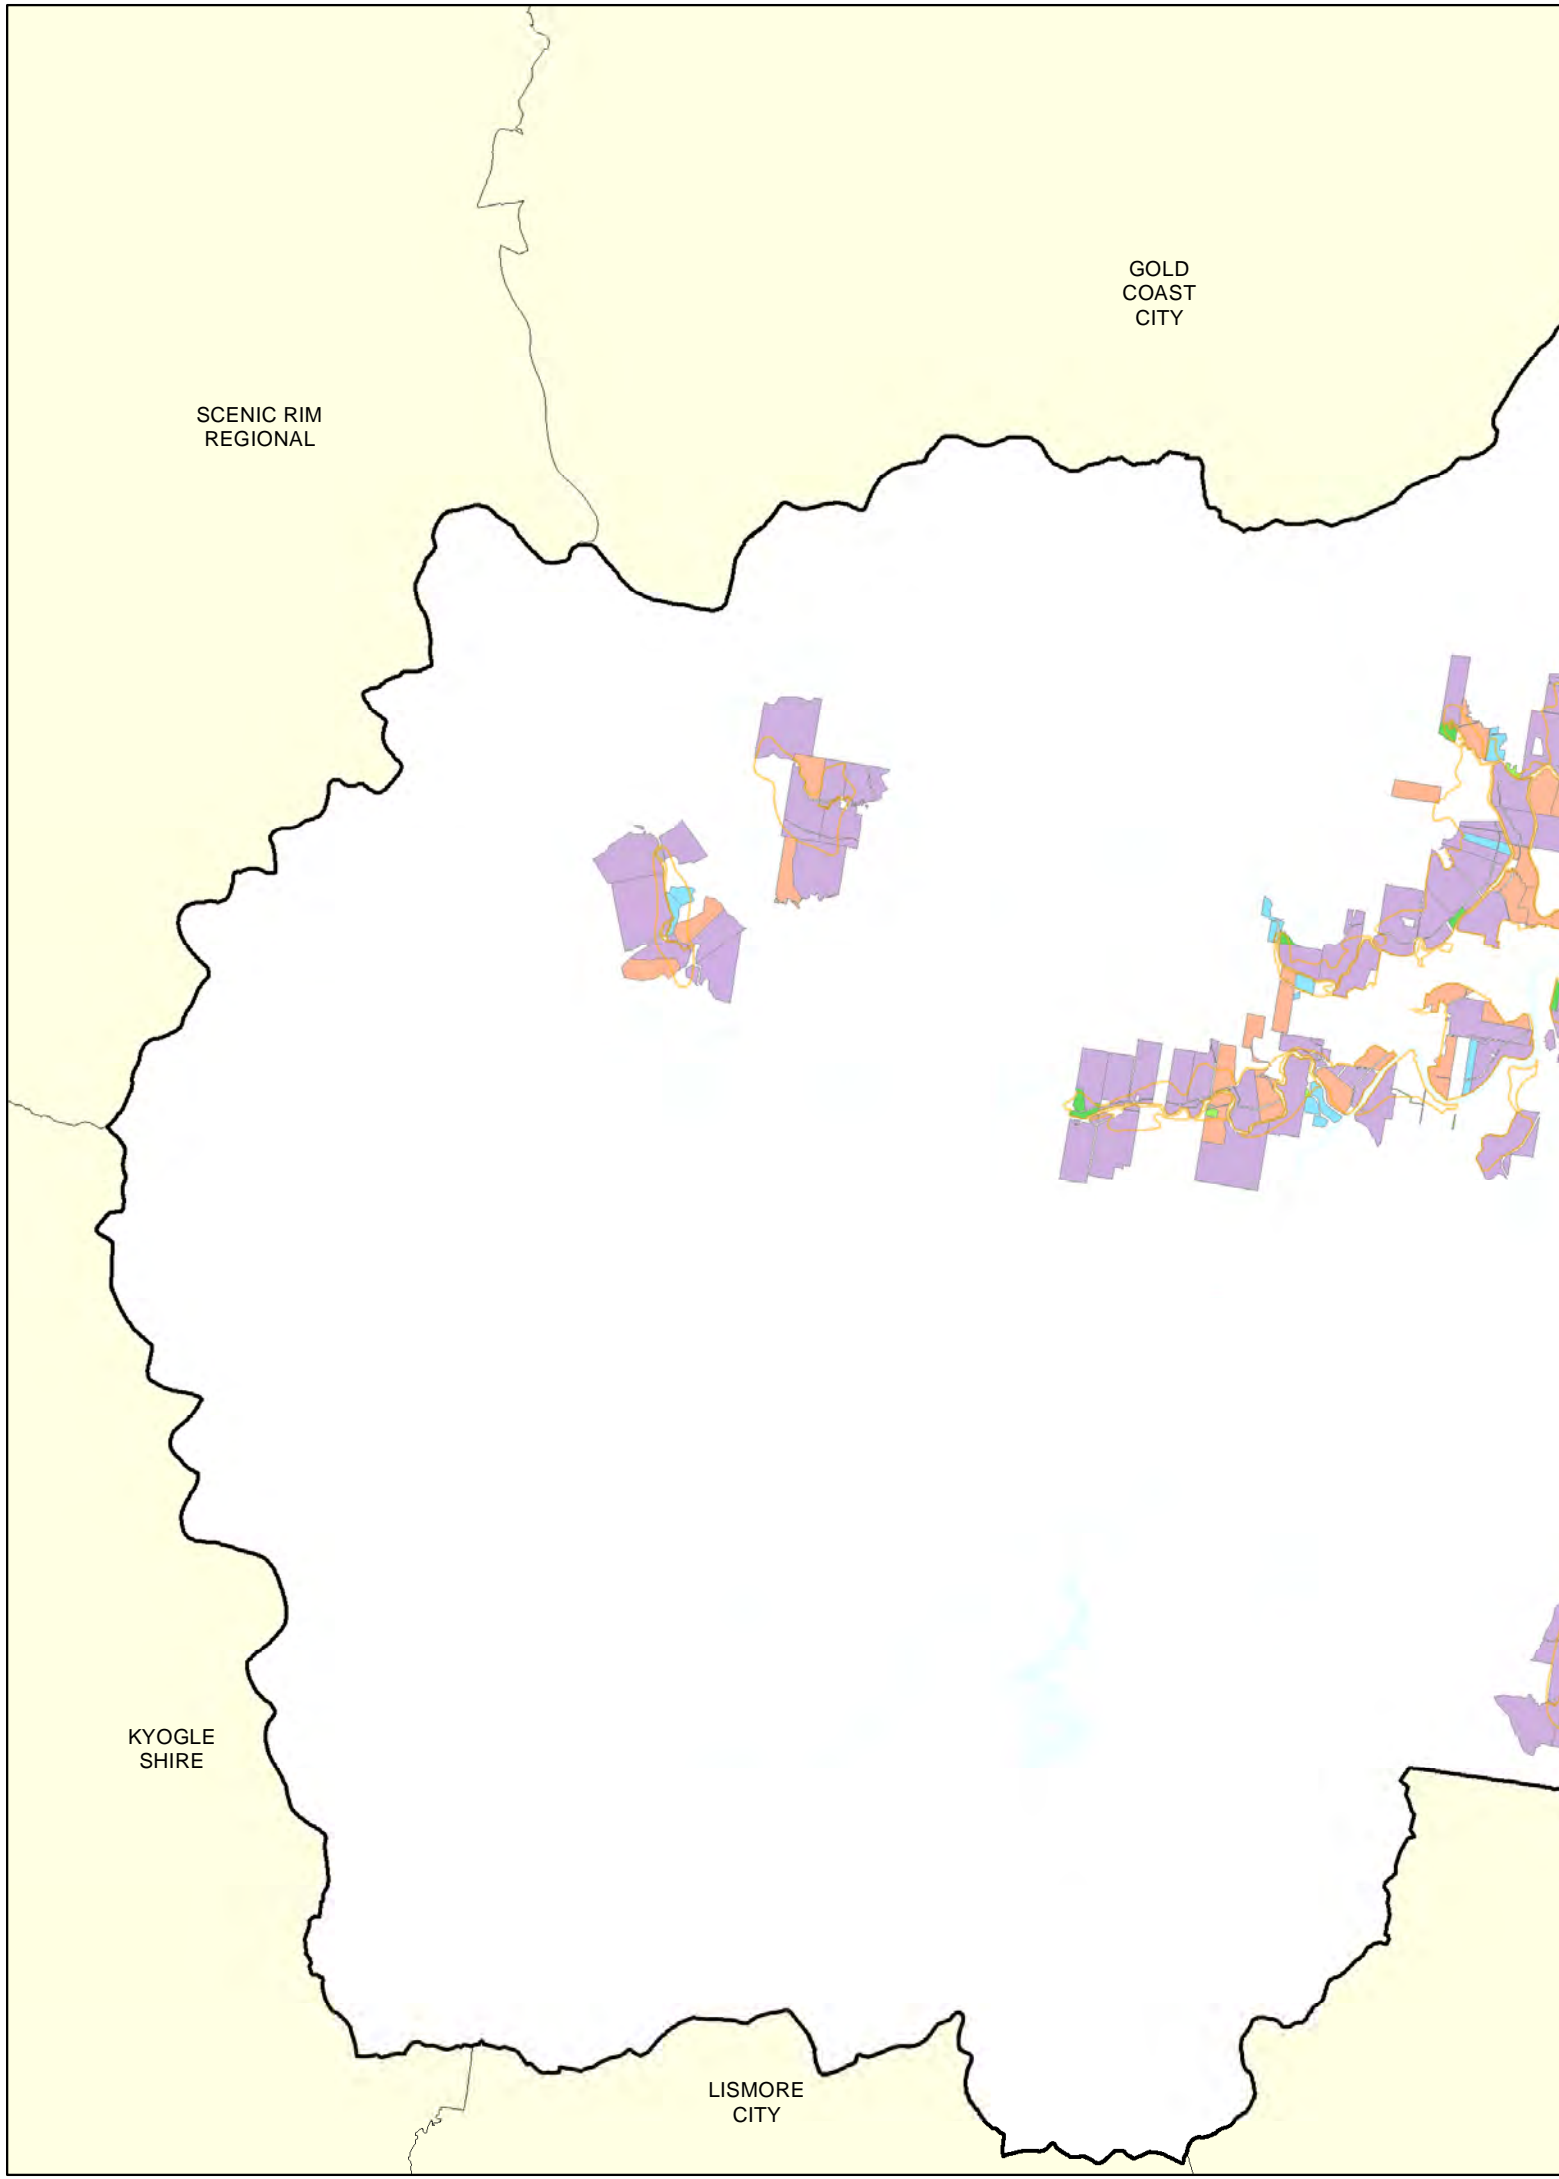 GOLD
COAST
CITY
SCENIC RIM
REGIONAL
KYOGLE
SHIRE
LISMORE
CITY